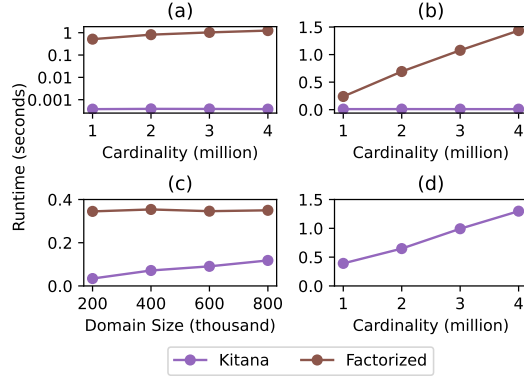 (a)
(b)
Runtime (seconds)
1
0.1
0.01
0.001
1 2 3 4
Cardinality (million)
1.5
1.0
0.5
0.0
1 2 3 4
Cardinality (million)
(c)
(d)
0.4
0.2
0.0
200 400 600 800
Domain Size (thousand)
1.5
1.0
0.5
0.0
1 2 3 4
Cardinality (million)
Kitana Factorized